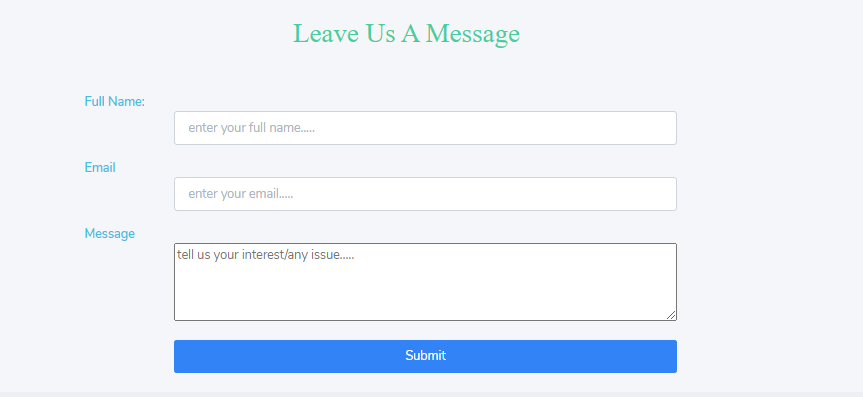 Leave Us A Message
Full Name:
enter your full name.....
Email
enter your email.....
Message
tell us your interest/any issue.....
Submit